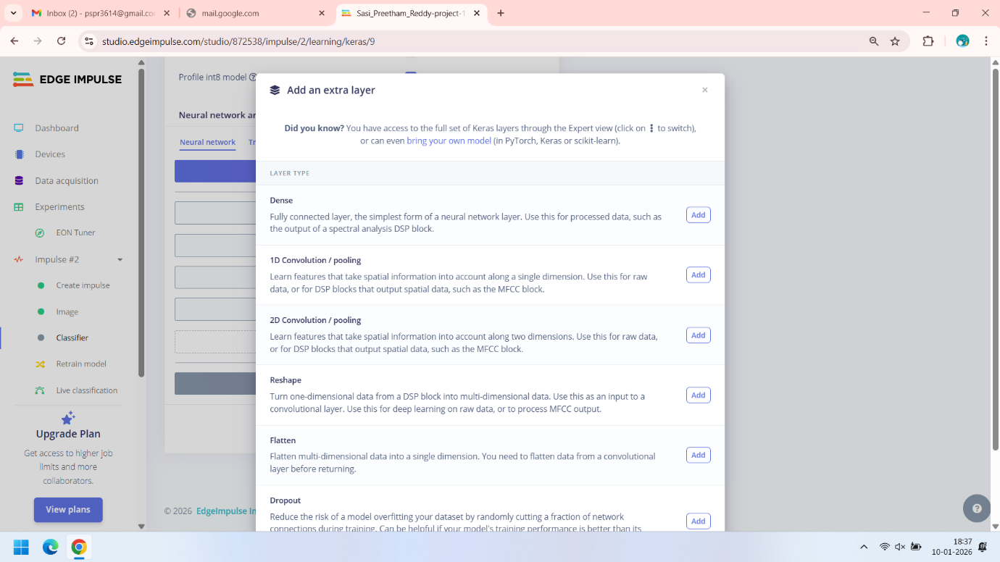 Inbox (2) - pspr3614@gmail.co
mail.google.com
Sasi_Preetham_Reddy-project-1
studio.edgeimpulse.com/studio/872538/impulse/2/learning/keras/9
EDGE IMPULSE
Dashboard
Devices
Data acquisition
Experiments
EON Tuner
Impulse #2
Create impulse
Image
Classifier
Retrain model
Live classification
Upgrade Plan
Get access to higher job
limits and more
collaborators.
View plans
Profile int8 model
Neural network ar
Neural network Tr
© 2026 EdgeImpulse In
Add an extra layer
Did you know? You have access to the full set of Keras layers through the Expert view (click on ⋮ to switch),
or can even bring your own model (in PyTorch, Keras or scikit-learn).
LAYER TYPE
Dense
Fully connected layer, the simplest form of a neural network layer. Use this for processed data, such as
the output of a spectral analysis DSP block.
Add
1D Convolution / pooling
Learn features that take spatial information into account along a single dimension. Use this for raw
data, or for DSP blocks that output spatial data, such as the MFCC block.
Add
2D Convolution / pooling
Learn features that take spatial information into account along two dimensions. Use this for raw data,
or for DSP blocks that output spatial data, such as the MFCC block.
Add
Reshape
Turn one-dimensional data from a DSP block into multi-dimensional data. Use this as an input to a
convolutional layer. Use this for deep learning on raw data, or to process MFCC output.
Add
Flatten
Flatten multi-dimensional data into a single dimension. You need to flatten data from a convolutional
layer before returning.
Add
Dropout
Reduce the risk of a model overfitting your dataset by randomly cutting a fraction of network
connections during training. Can be helpful if your model's training performance is better than its
Add
18:37
10-01-2026